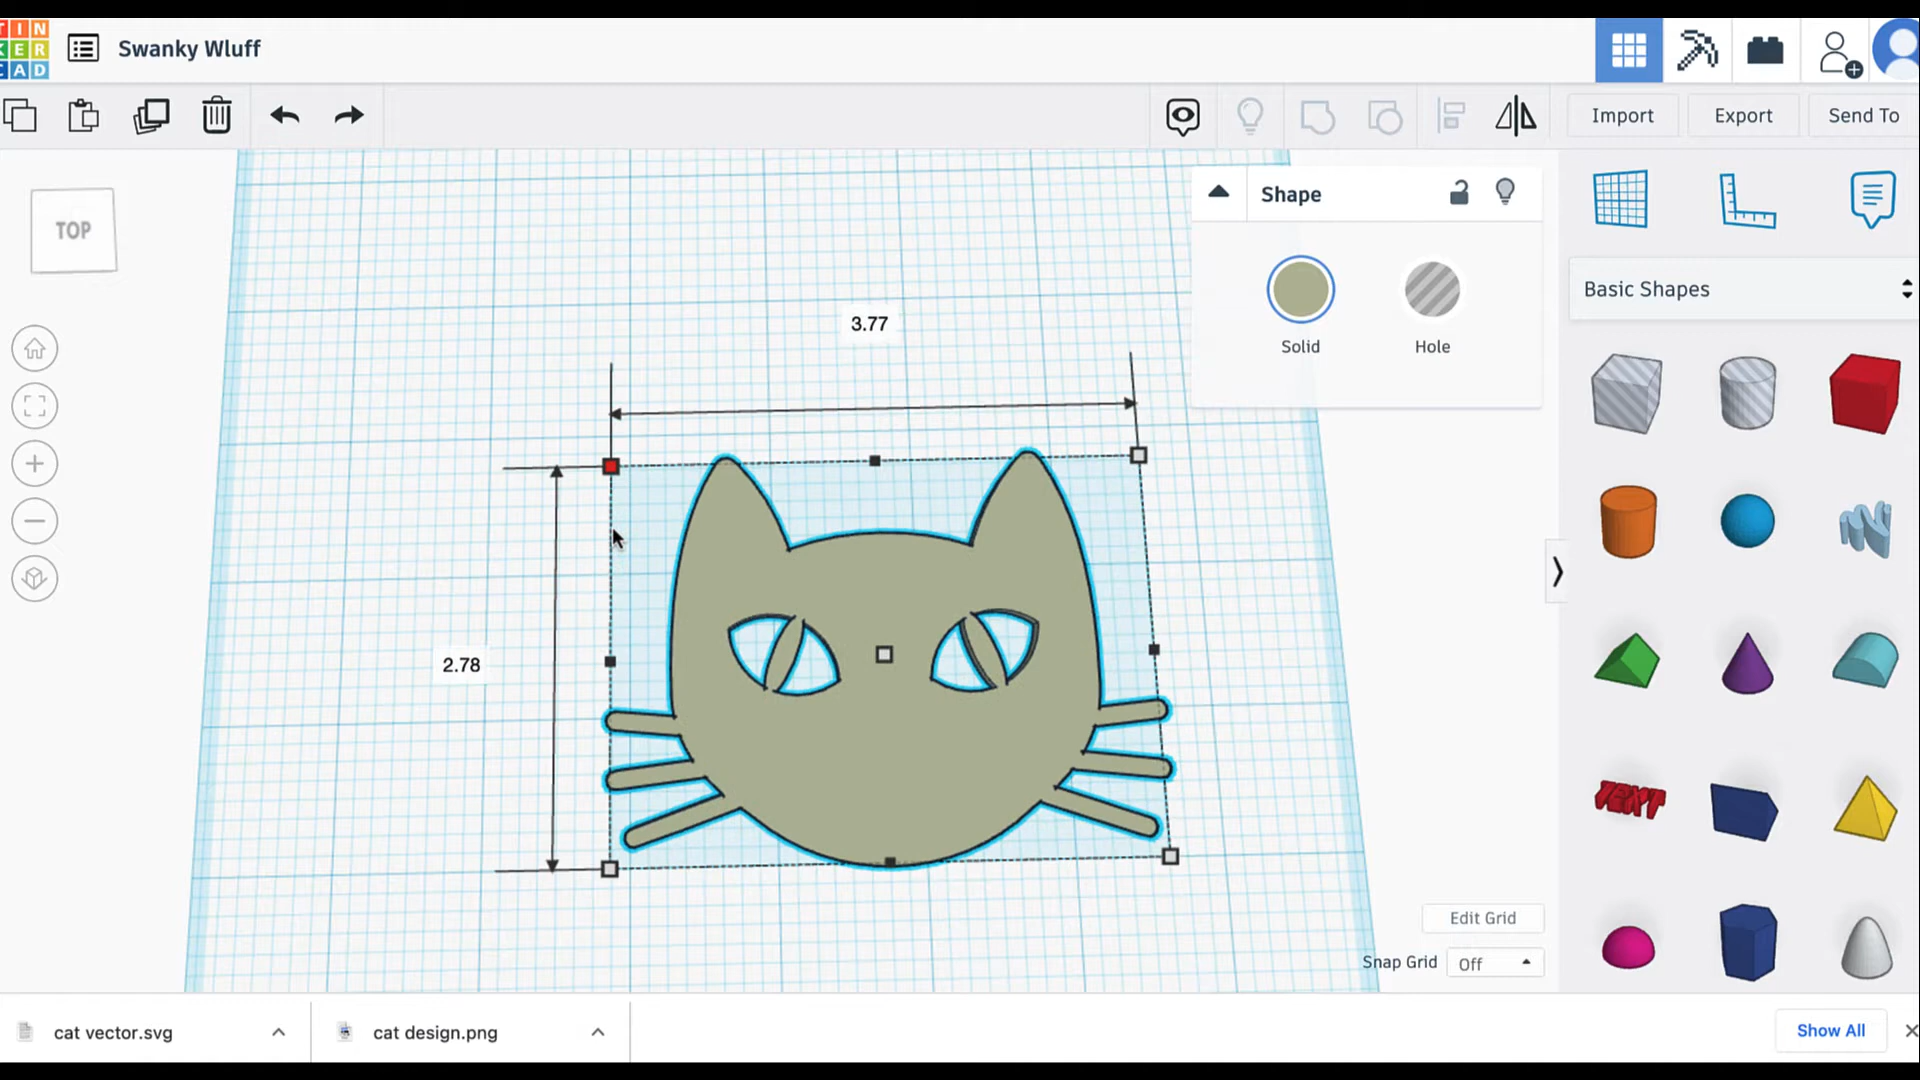 TIN
KER
CAD
Swanky Wluff
Import
Export
Send To
TOP
Shape
Solid
Hole
Basic Shapes
3.77
2.78
TEXT
Edit Grid
Snap Grid
Off
cat vector.svg
cat design.png
Show All